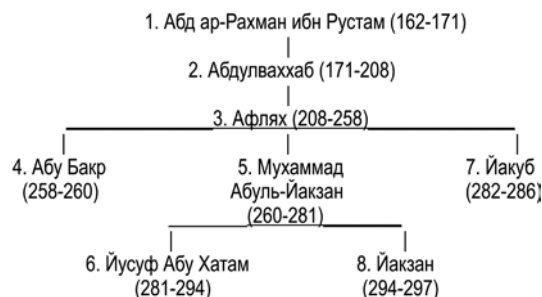 1. Абд ар-Рахман ибн Рустам (162-171)
2. Абдулваххаб (171-208)
3. Афлях (208-258)
4. Абу Бакр
(258-260)
5. Мухаммад
Абуль-Йакзан
(260-281)
7. Йакуб
(282-286)
6. Йусуф Абу Хатам
(281-294)
8. Йакзан
(294-297)